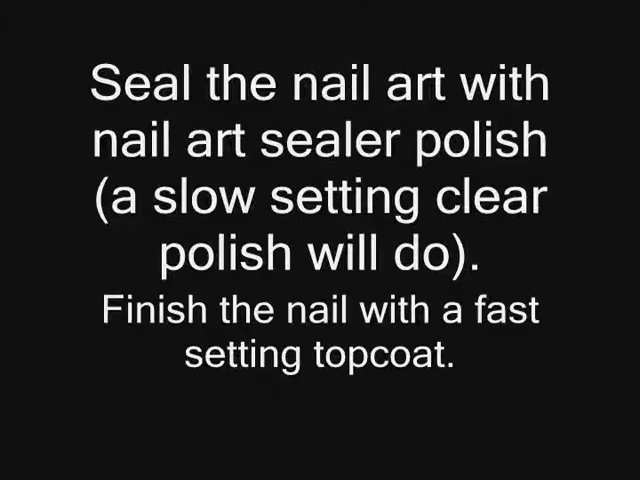 Seal the nail art with
nail art sealer polish
(a slow setting clear
polish will do).
Finish the nail with a fast
setting topcoat.